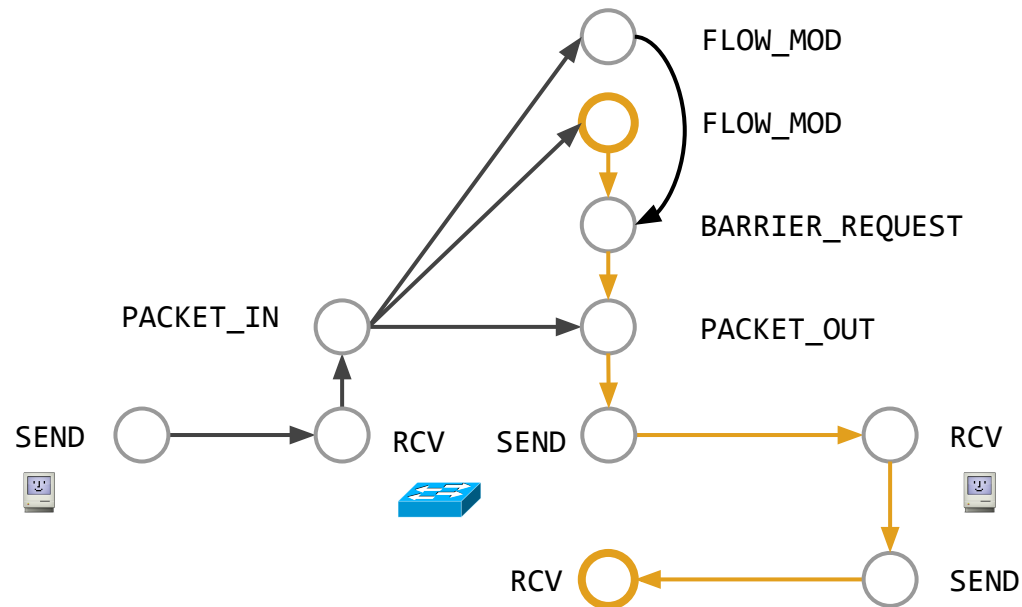 FLOW_MOD
FLOW_MOD
BARRIER_REQUEST
PACKET_IN
PACKET_OUT
SEND
RCV
SEND
RCV
RCV
SEND